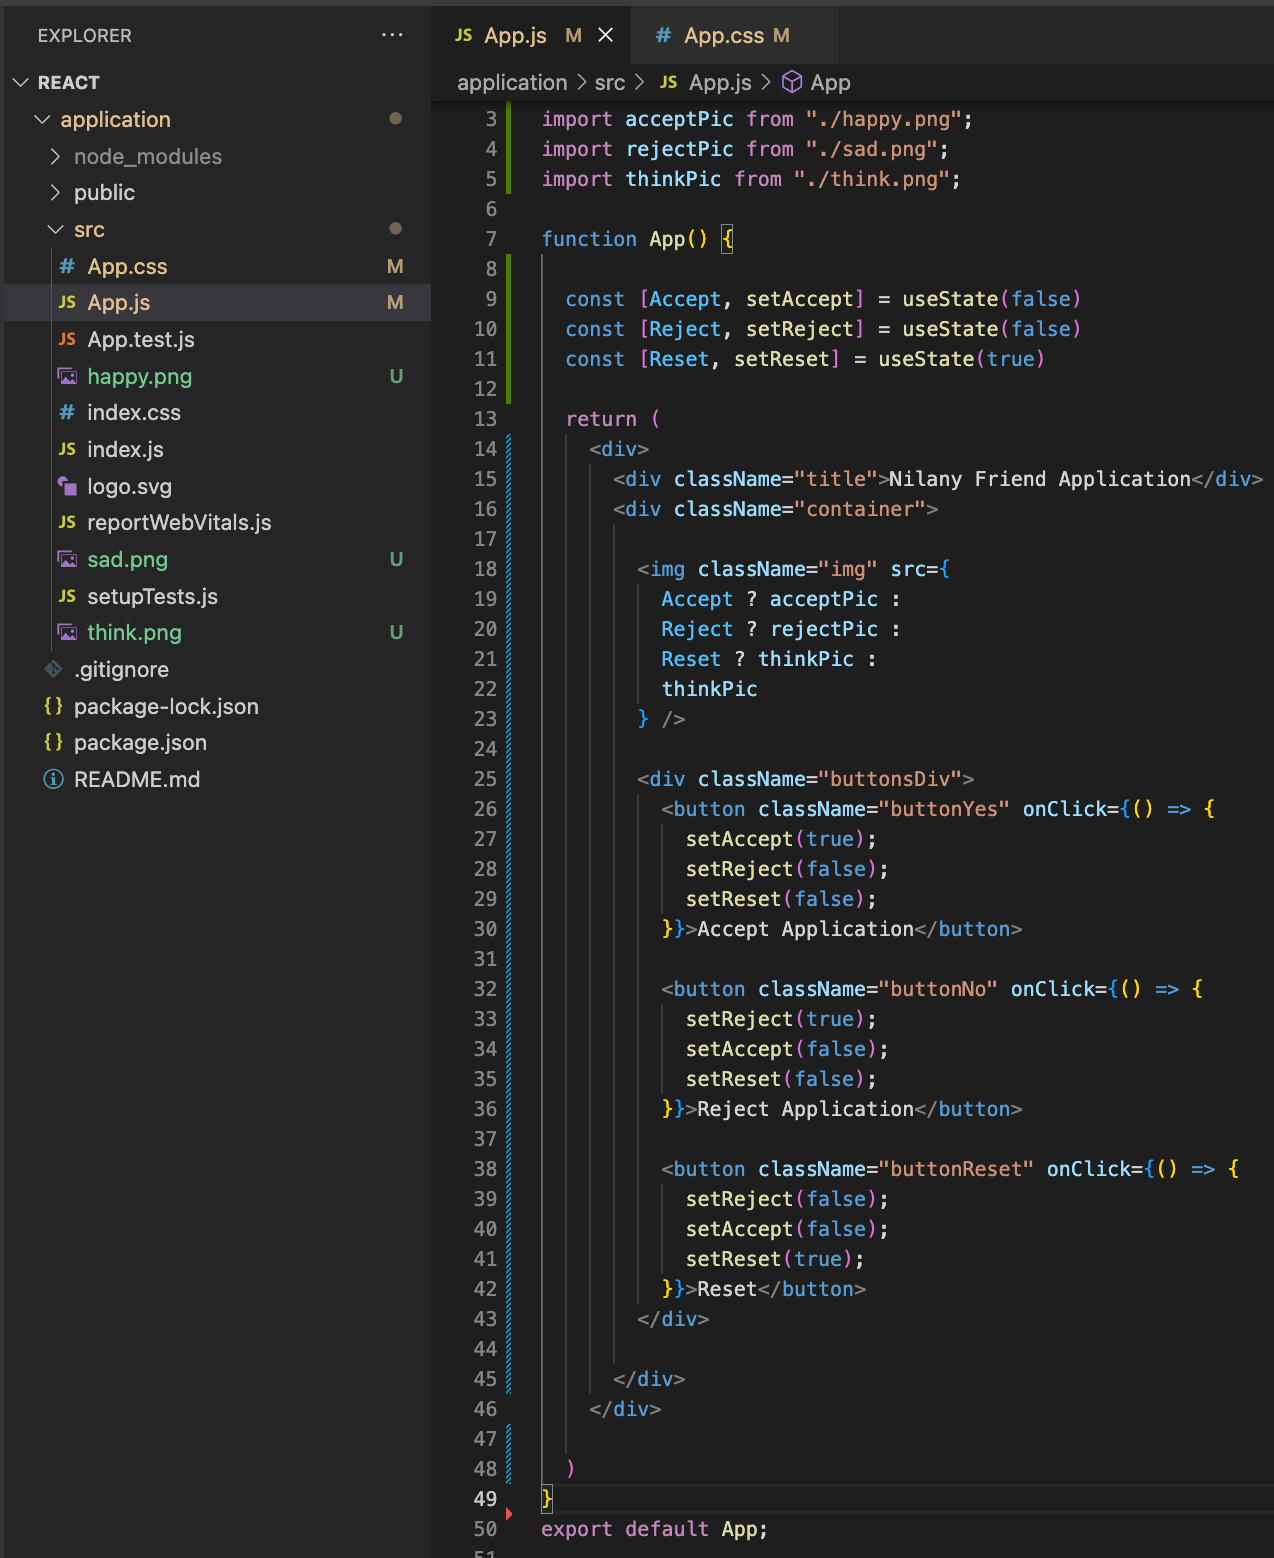 EXPLORER ...
REACT
application
node_modules
public
src
# App.css M
JS App.js M
JS App.test.js
happy.png U
# index.css
JS index.js
logo.svg
JS reportWebVitals.js
sad.png U
JS setupTests.js
think.png U
.gitignore
{} package-lock.json
{} package.json
README.md
JS App.js M
# App.css M
application > src > JS App.js > App
3 import acceptPic from "./happy.png";
4 import rejectPic from "./sad.png";
5 import thinkPic from "./think.png";
6
7 function App() {
8
9 const [Accept, setAccept] = useState(false)
10 const [Reject, setReject] = useState(false)
11 const [Reset, setReset] = useState(true)
12
13 return (
14 <div>
15 <div className="title">Nilany Friend Application</div>
16 <div className="container">
17
18 <img className="img" src={
19 Accept ? acceptPic :
20 Reject ? rejectPic :
21 Reset ? thinkPic :
22 thinkPic
23 } />
24
25 <div className="buttonsDiv">
26 <button className="buttonYes" onClick={() => {
27 setAccept(true);
28 setReject(false);
29 setReset(false);
30 }}>Accept Application</button>
31
32 <button className="buttonNo" onClick={() => {
33 setReject(true);
34 setAccept(false);
35 setReset(false);
36 }}>Reject Application</button>
37
38 <button className="buttonReset" onClick={() => {
39 setReject(false);
40 setAccept(false);
41 setReset(true);
42 }}>Reset</button>
43 </div>
44
45 </div>
46 </div>
47
48 )
49 }
50 export default App;
51